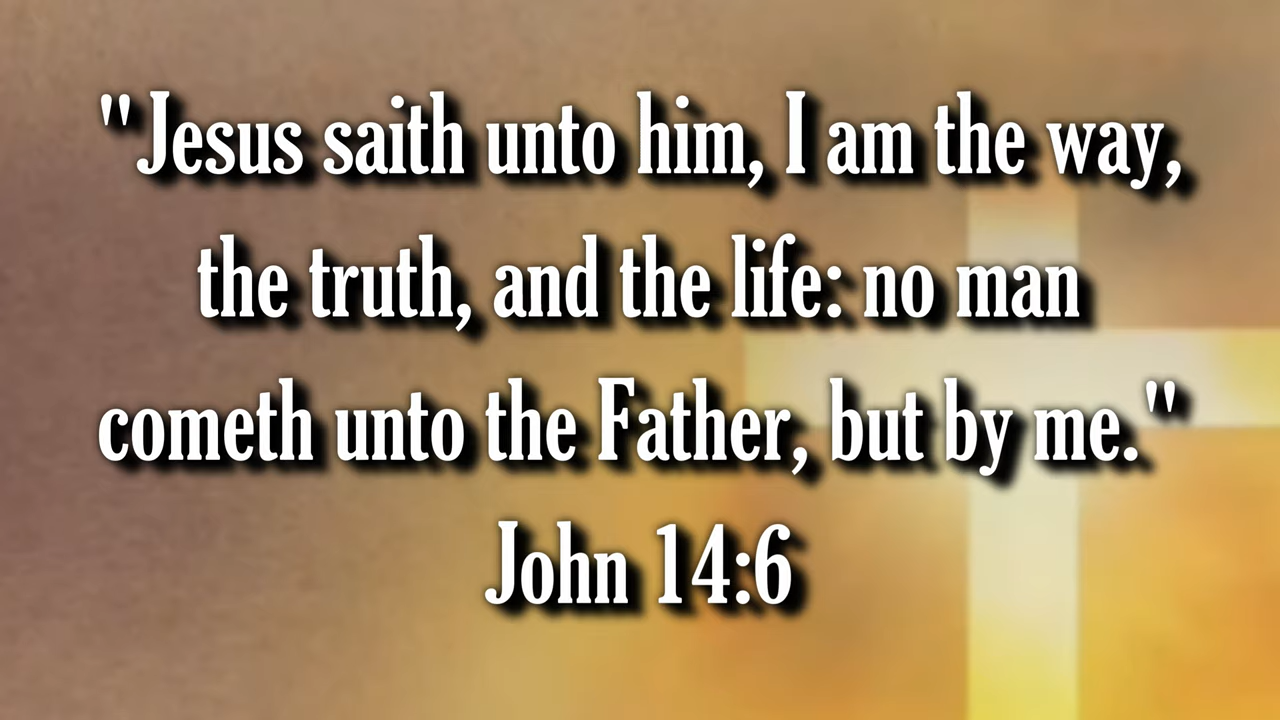 "Jesus saith unto him, I am the way,
the truth, and the life: no man
cometh unto the Father, but by me."
John 14:6